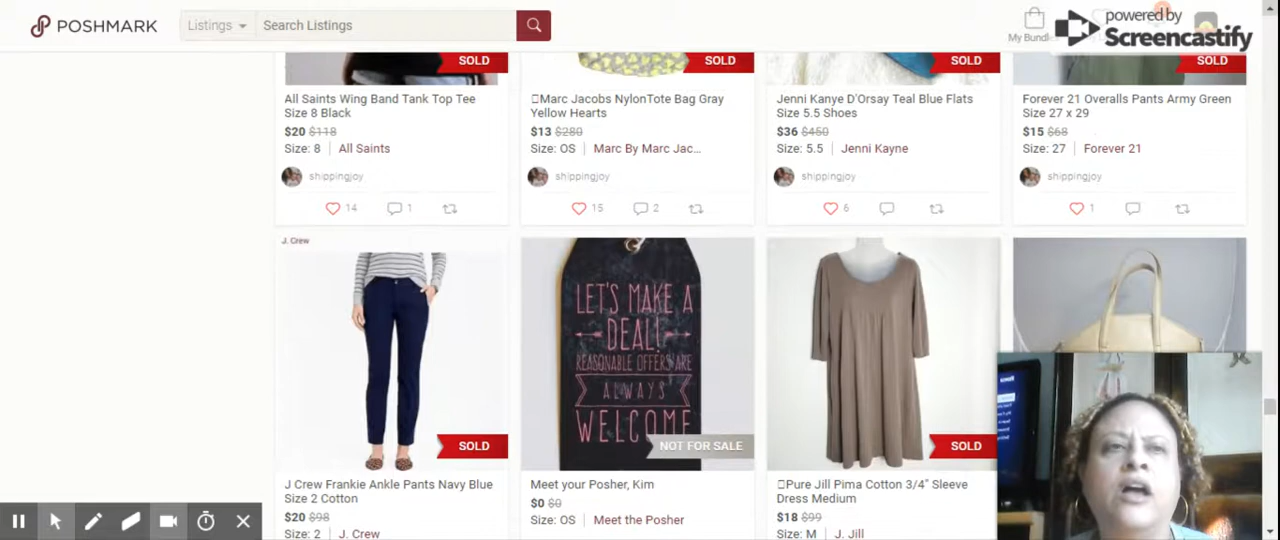 POSHMARK
Listings
Search Listings
My Bundl
powered by
Screencastify
SOLD
SOLD
SOLD
SOLD
All Saints Wing Band Tank Top Tee
Size 8 Black
$20 $118
Size: 8 | All Saints
shippingjoy
14
1
Marc Jacobs NylonTote Bag Gray
Yellow Hearts
$13 $280
Size: OS | Marc By Marc Jac...
shippingjoy
15
2
Jenni Kanye D'Orsay Teal Blue Flats
Size 5.5 Shoes
$36 $450
Size: 5.5 | Jenni Kayne
shippingjoy
6
Forever 21 Overalls Pants Army Green
Size 27 x 29
$15 $68
Size: 27 | Forever 21
shippingjoy
1
J. Crew
SOLD
J Crew Frankie Ankle Pants Navy Blue
Size 2 Cotton
$20 $98
Size: 2 | J. Crew
LET'S MAKE A
DEAL!
REASONABLE OFFERS ARE
ALWAYS
WELCOME
NOT FOR SALE
Meet your Posher, Kim
$0 $0
Size: OS | Meet the Posher
SOLD
Pure Jill Pima Cotton 3/4" Sleeve
Dress Medium
$18 $99
Size: M | J. Jill